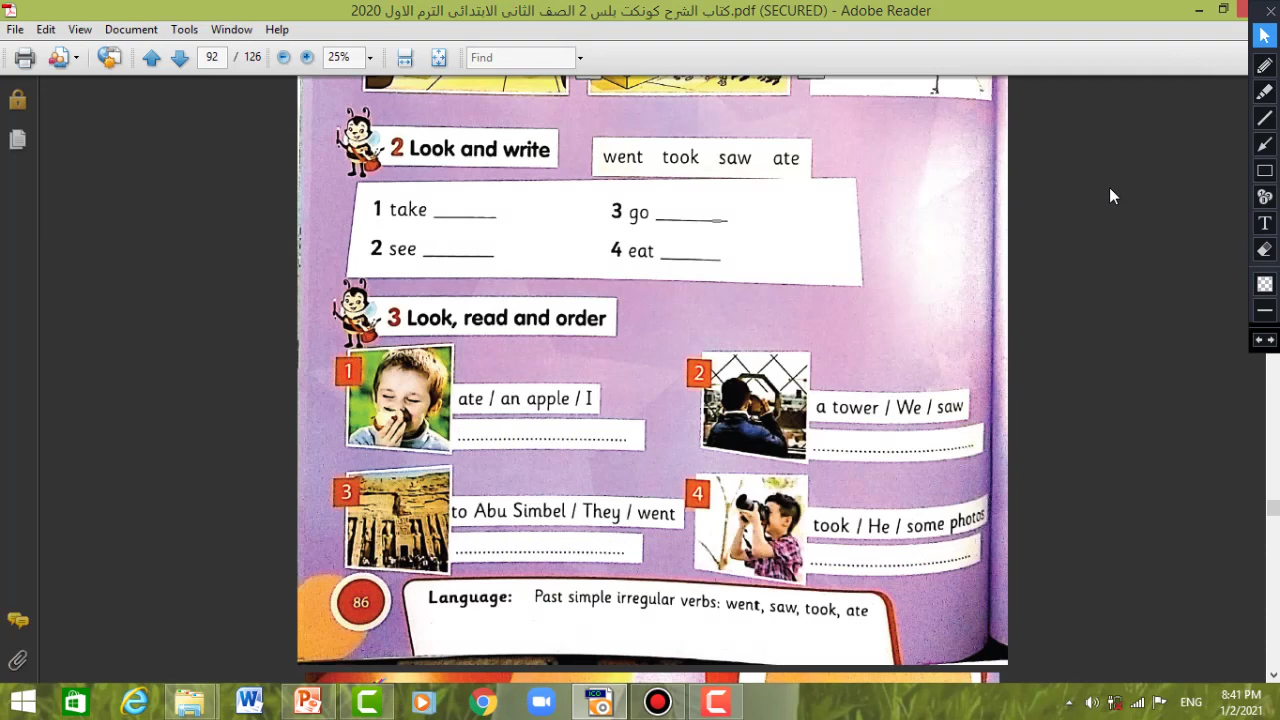 كتاب الشرح كونكت بلس 2 الصف الثانى الابتدائى الترم الاول 2020.pdf (SECURED) - Adobe Reader
File Edit View Document Tools Window Help
92 / 126 25% Find
2 Look and write
went took saw ate
1 take ______ 3 go ______
2 see ______ 4 eat ______
3 Look, read and order
1 ate / an apple / I
2 a tower / We / saw
3 to Abu Simbel / They / went
4 took / He / some photos
86
Language: Past simple irregular verbs: went, saw, took, ate
ENG
8:41 PM
1/2/2021